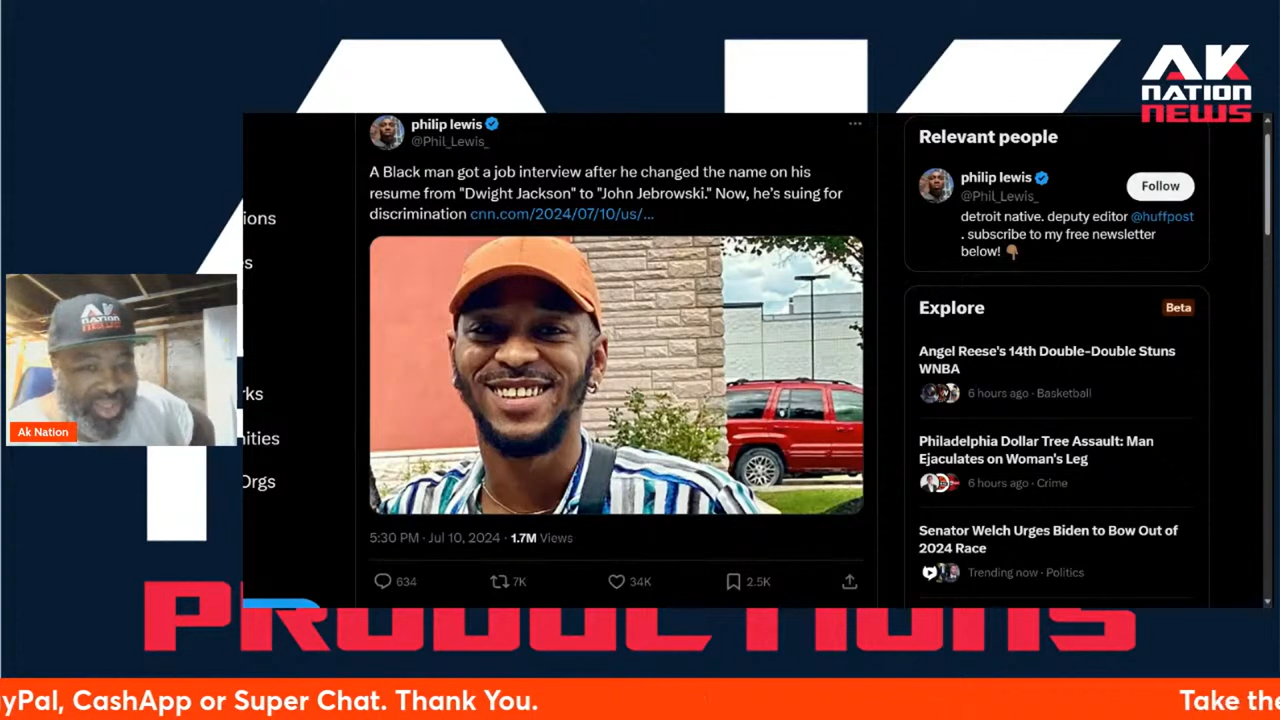 AK
NATION
NEWS
philip lewis
@Phil_Lewis_
A Black man got a job interview after he changed the name on his
resume from "Dwight Jackson" to "John Jebrowski." Now, he's suing for
discrimination cnn.com/2024/07/10/us/...
5:30 PM · Jul 10, 2024 · 1.7M Views
634
7K
34K
2.5K
Relevant people
philip lewis
@Phil_Lewis_
Follow
detroit native. deputy editor @huffpost
. subscribe to my free newsletter
below! 👇🏾
Explore
Beta
Angel Reese's 14th Double-Double Stuns
WNBA
6 hours ago · Basketball
Philadelphia Dollar Tree Assault: Man
Ejaculates on Woman's Leg
6 hours ago · Crime
Senator Welch Urges Biden to Bow Out of
2024 Race
Trending now · Politics
ions
s
rks
nities
Orgs
AK
NATION
NEWS
Ak Nation
PRODUCTIONS
yPal, CashApp or Super Chat. Thank You.
Take the